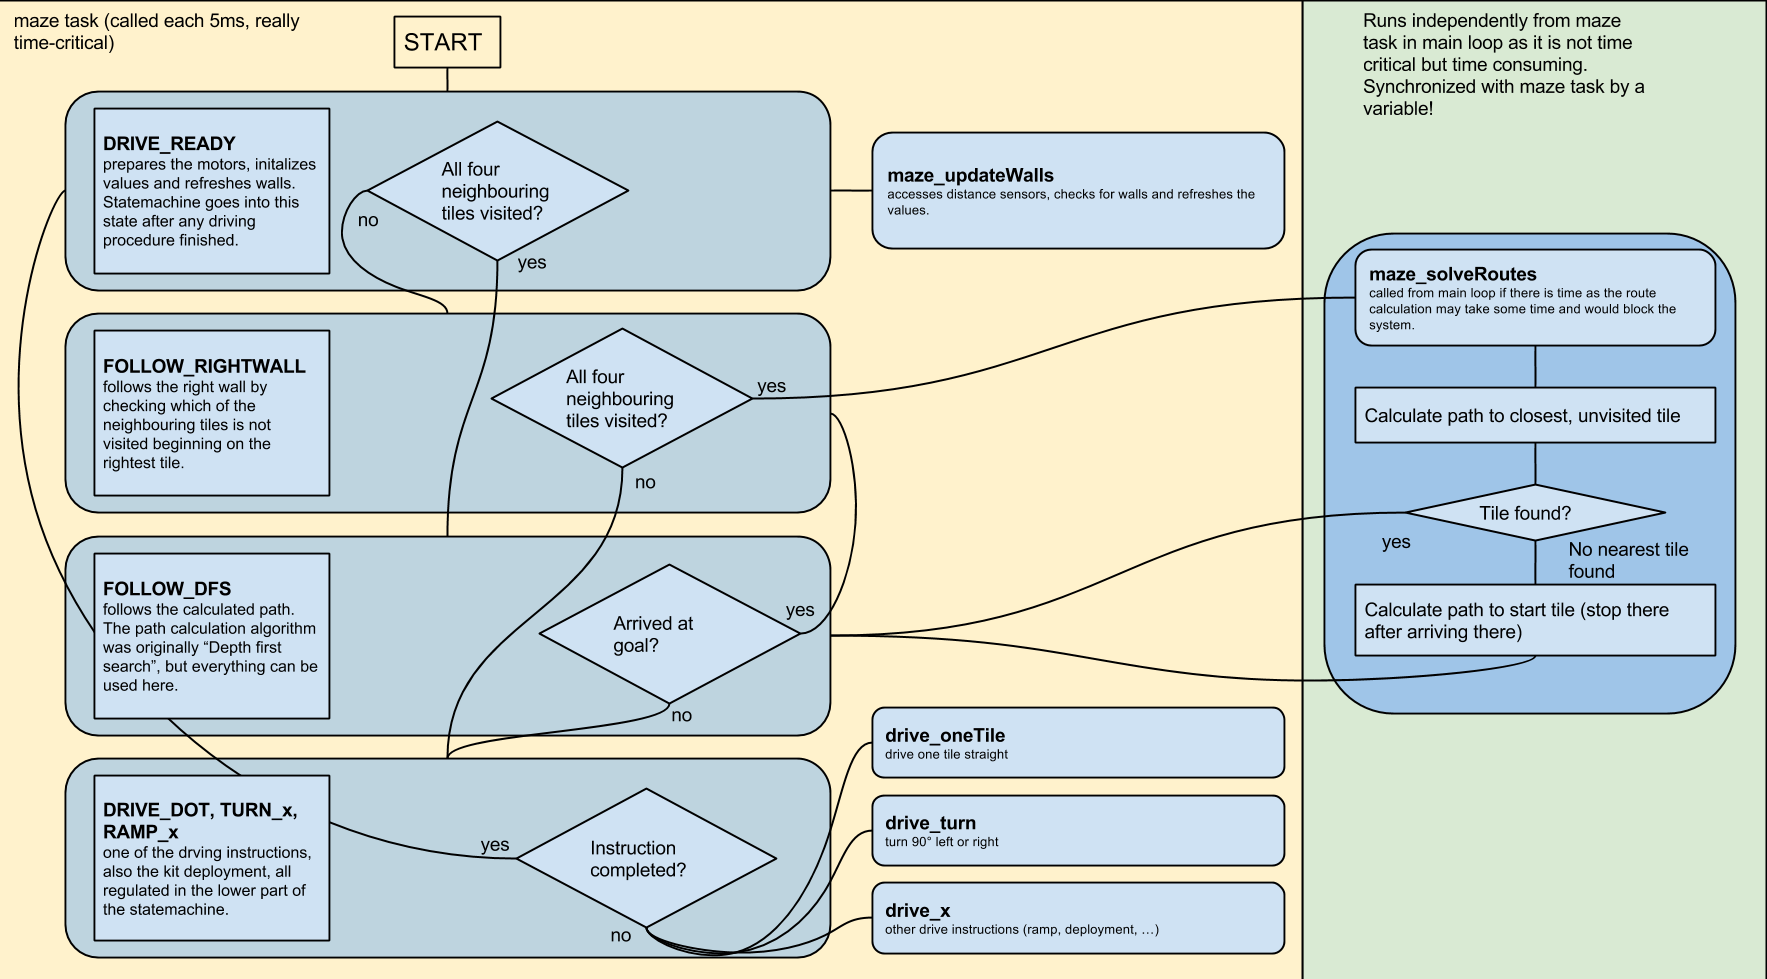 maze task (called each 5ms, really
time-critical)
START
DRIVE_READY
prepares the motors, initalizes
values and refreshes walls.
Statemachine goes into this
state after any driving
procedure finished.
All four
neighbouring
tiles visited?
no
yes
maze_updateWalls
accesses distance sensors, checks for walls and refreshes the
values.
FOLLOW_RIGHTWALL
follows the right wall by
checking which of the
neighbouring tiles is not
visited beginning on the
rightest tile.
All four
neighbouring
tiles visited?
yes
no
FOLLOW_DFS
follows the calculated path.
The path calculation algorithm
was originally “Depth first
search”, but everything can be
used here.
Arrived at
goal?
yes
no
DRIVE_DOT, TURN_x,
RAMP_x
one of the drving instructions,
also the kit deployment, all
regulated in the lower part of
the statemachine.
Instruction
completed?
yes
no
drive_oneTile
drive one tile straight
drive_turn
turn 90° left or right
drive_x
other drive instructions (ramp, deployment, …)
Runs independently from maze
task in main loop as it is not time
critical but time consuming.
Synchronized with maze task by a
variable!
maze_solveRoutes
called from main loop if there is time as the route
calculation may take some time and would block the
system.
Calculate path to closest, unvisited tile
Tile found?
yes
No nearest tile
found
Calculate path to start tile (stop there
after arriving there)